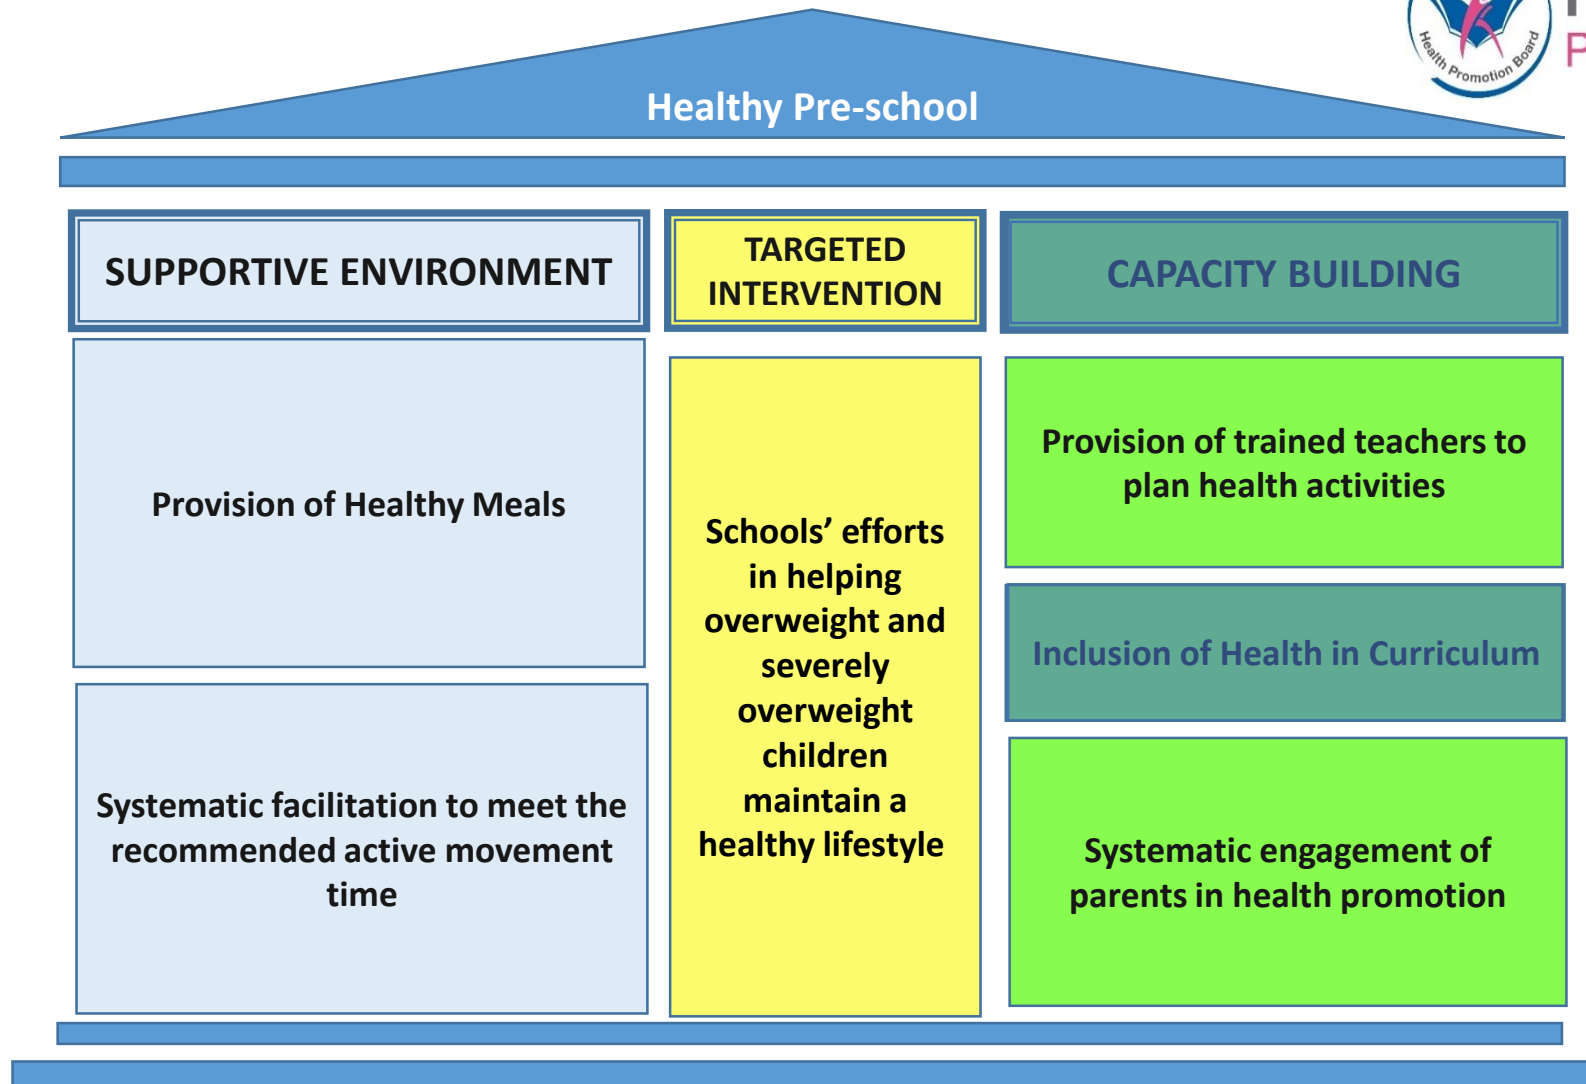 Health Promotion Board
Healthy Pre-school
SUPPORTIVE ENVIRONMENT
TARGETED
INTERVENTION
CAPACITY BUILDING
Provision of Healthy Meals
Systematic facilitation to meet the
recommended active movement
time
Schools’ efforts
in helping
overweight and
severely
overweight
children
maintain a
healthy lifestyle
Provision of trained teachers to
plan health activities
Inclusion of Health in Curriculum
Systematic engagement of
parents in health promotion